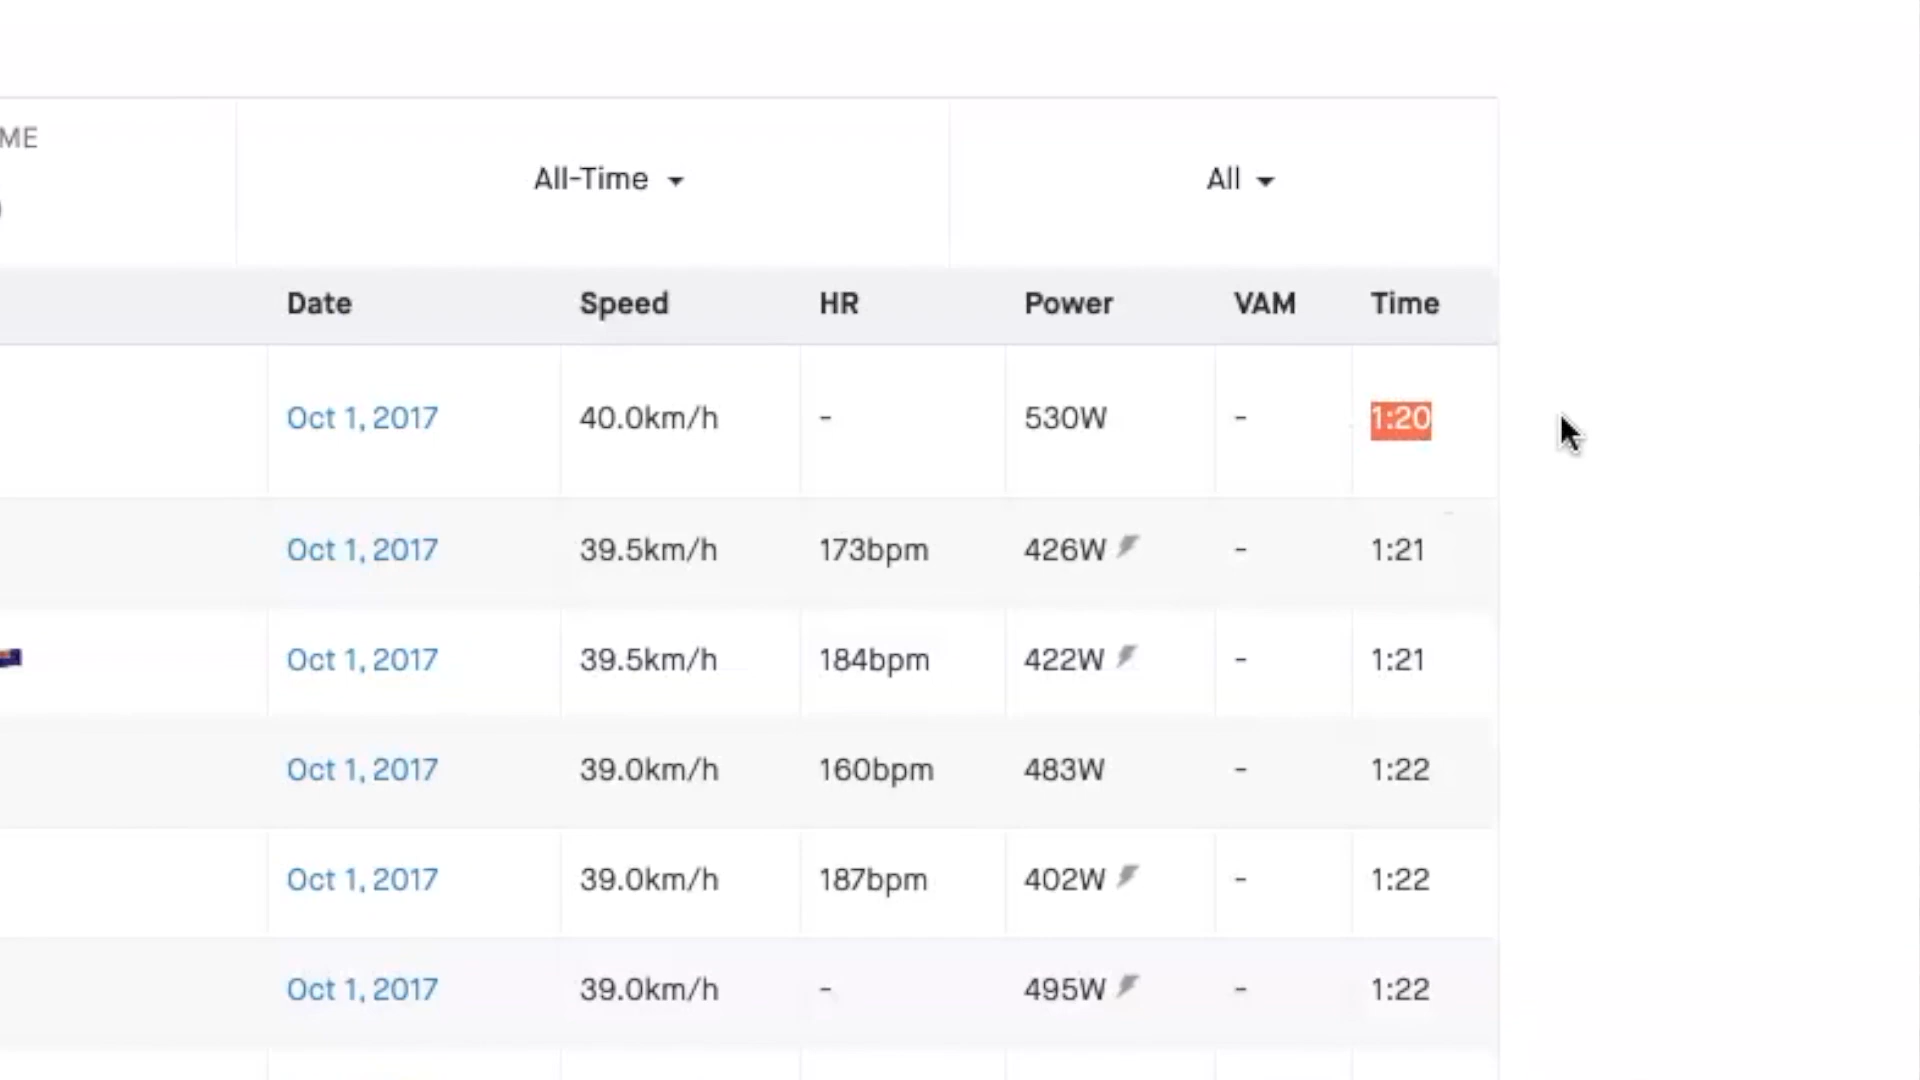 ME
All-Time
All
Date Speed HR Power VAM Time
Oct 1, 2017 40.0km/h - 530W - 1:20
Oct 1, 2017 39.5km/h 173bpm 426W - 1:21
Oct 1, 2017 39.5km/h 184bpm 422W - 1:21
Oct 1, 2017 39.0km/h 160bpm 483W - 1:22
Oct 1, 2017 39.0km/h 187bpm 402W - 1:22
Oct 1, 2017 39.0km/h - 495W - 1:22